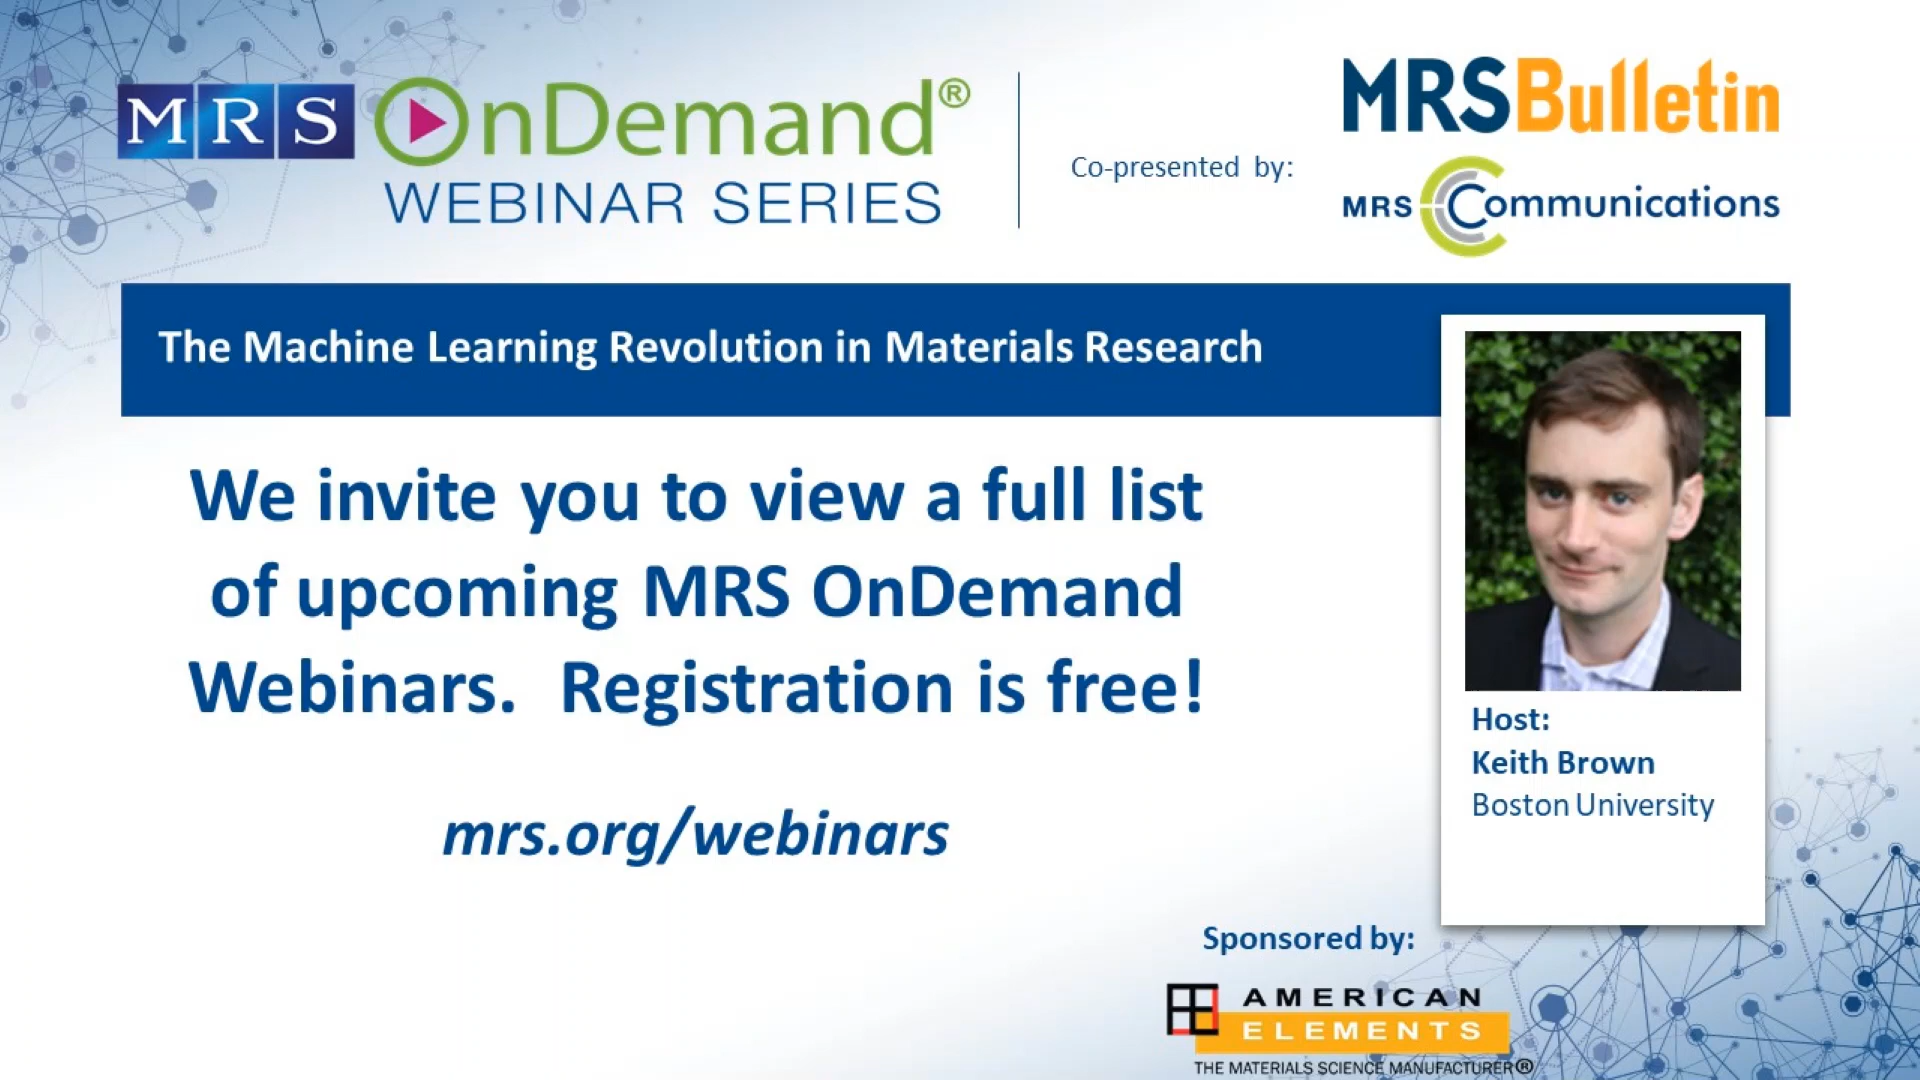 MRS OnDemand®
WEBINAR SERIES
Co-presented by:
MRSBulletin
MRS Communications
The Machine Learning Revolution in Materials Research
We invite you to view a full list
of upcoming MRS OnDemand
Webinars. Registration is free!
mrs.org/webinars
Host:
Keith Brown
Boston University
Sponsored by:
AMERICAN
ELEMENTS
THE MATERIALS SCIENCE MANUFACTURER®